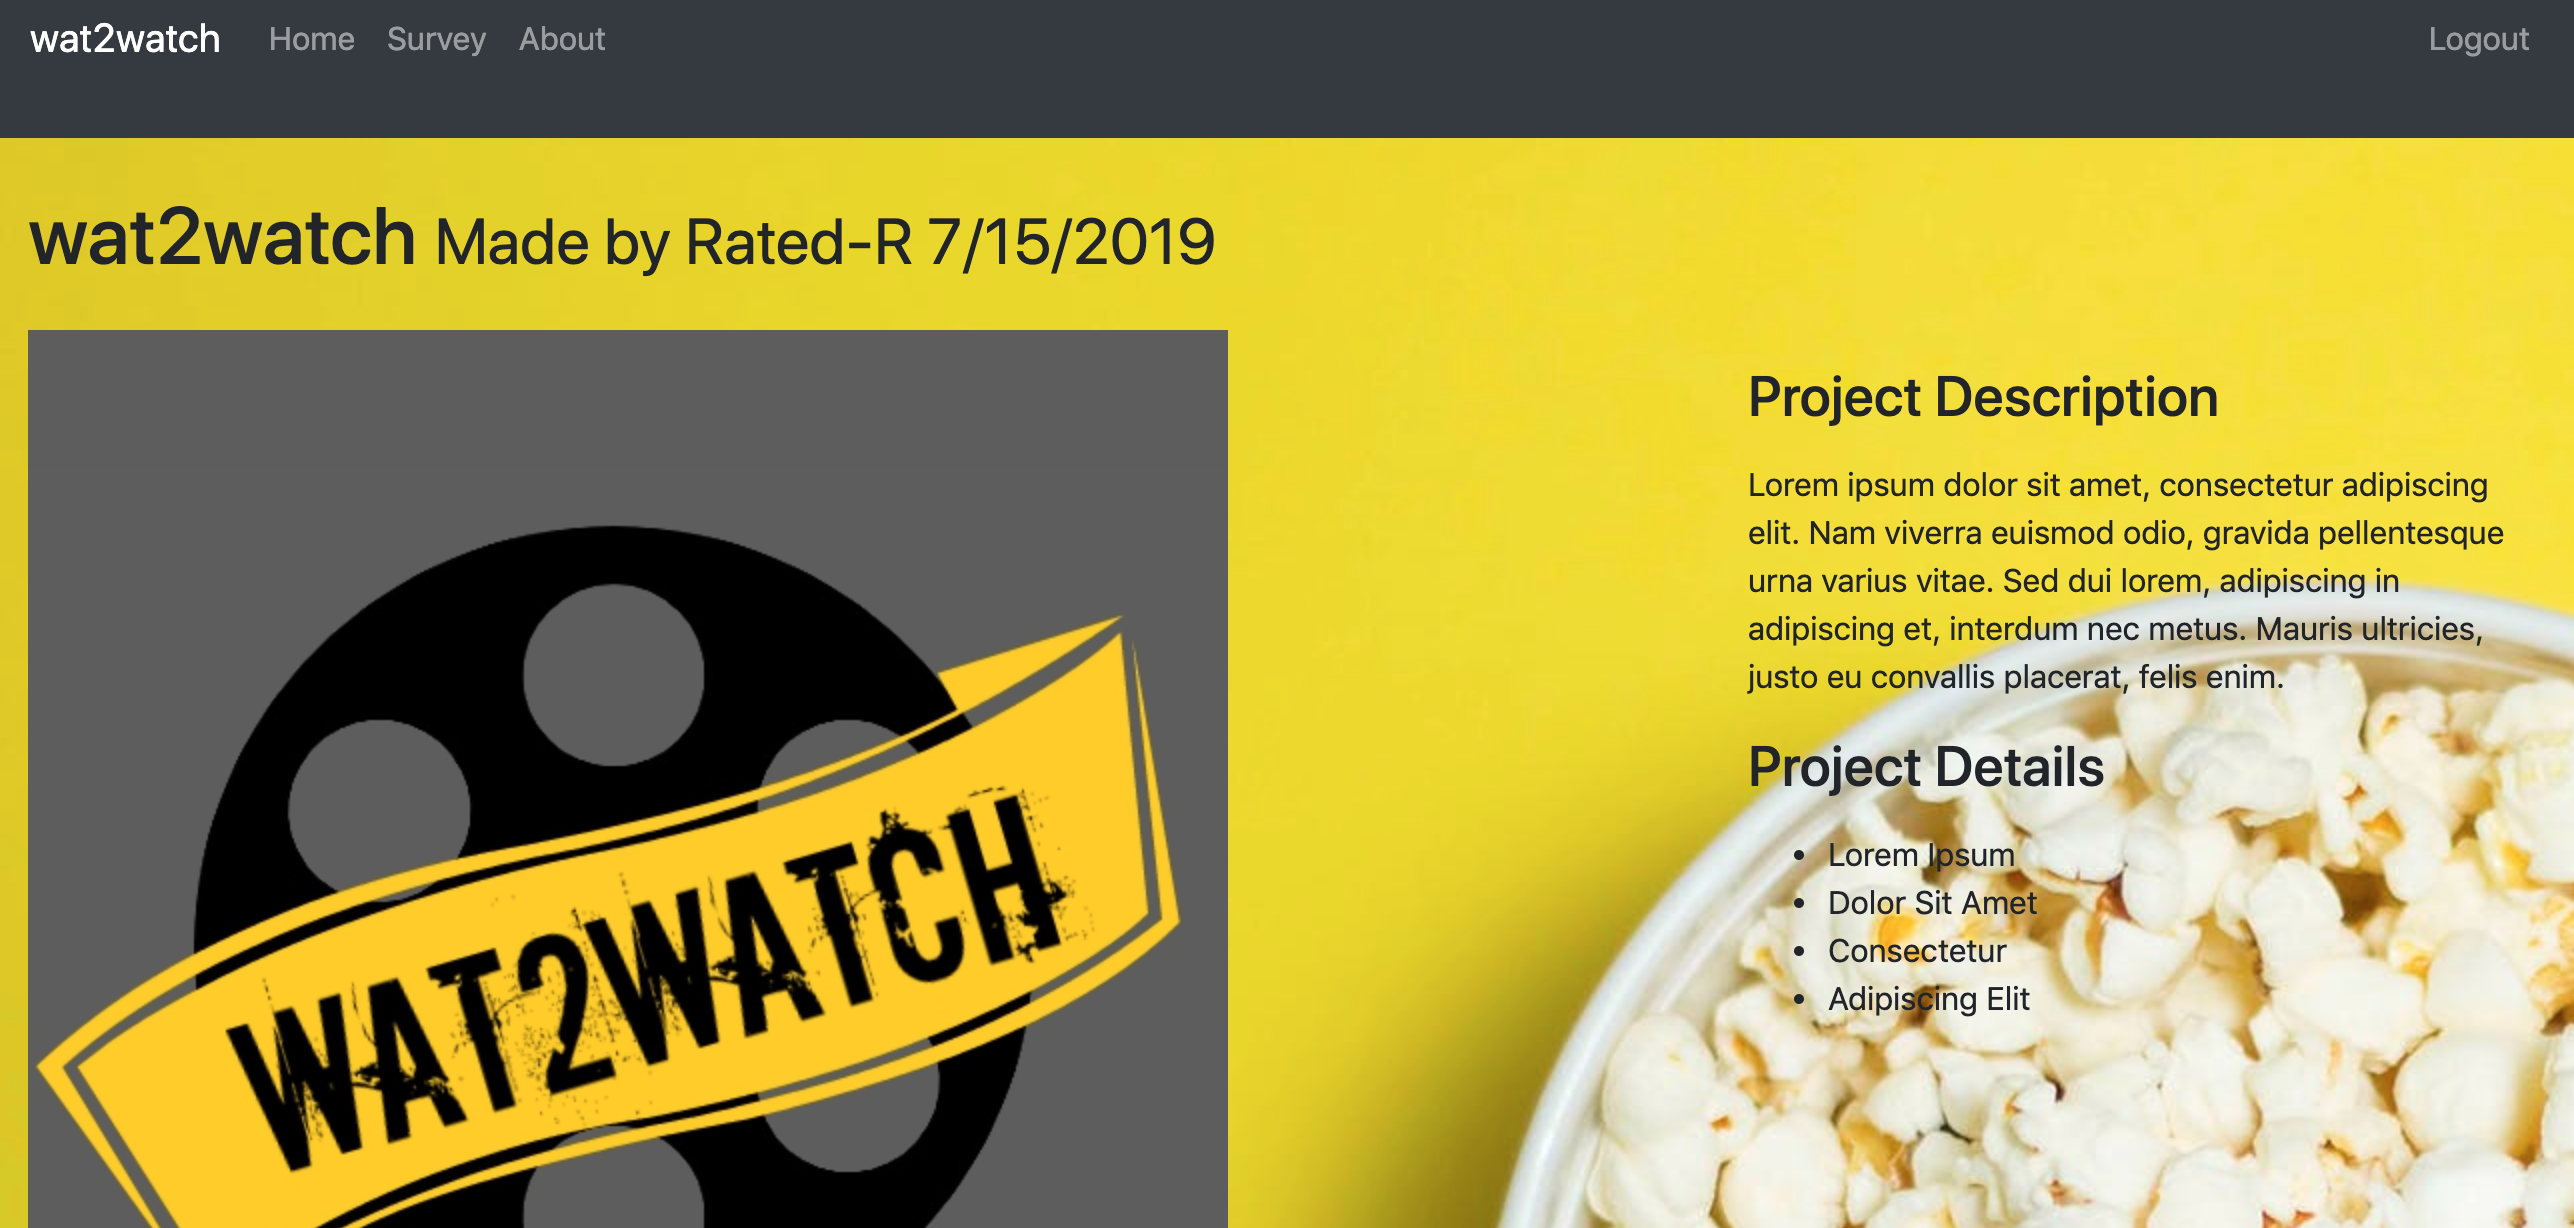 wat2watch Home Survey About Logout
wat2watch Made by Rated-R 7/15/2019
WAT2WATCH
Project Description
Lorem ipsum dolor sit amet, consectetur adipiscing
elit. Nam viverra euismod odio, gravida pellentesque
urna varius vitae. Sed dui lorem, adipiscing in
adipiscing et, interdum nec metus. Mauris ultricies,
justo eu convallis placerat, felis enim.
Project Details
• Lorem Ipsum
• Dolor Sit Amet
• Consectetur
• Adipiscing Elit